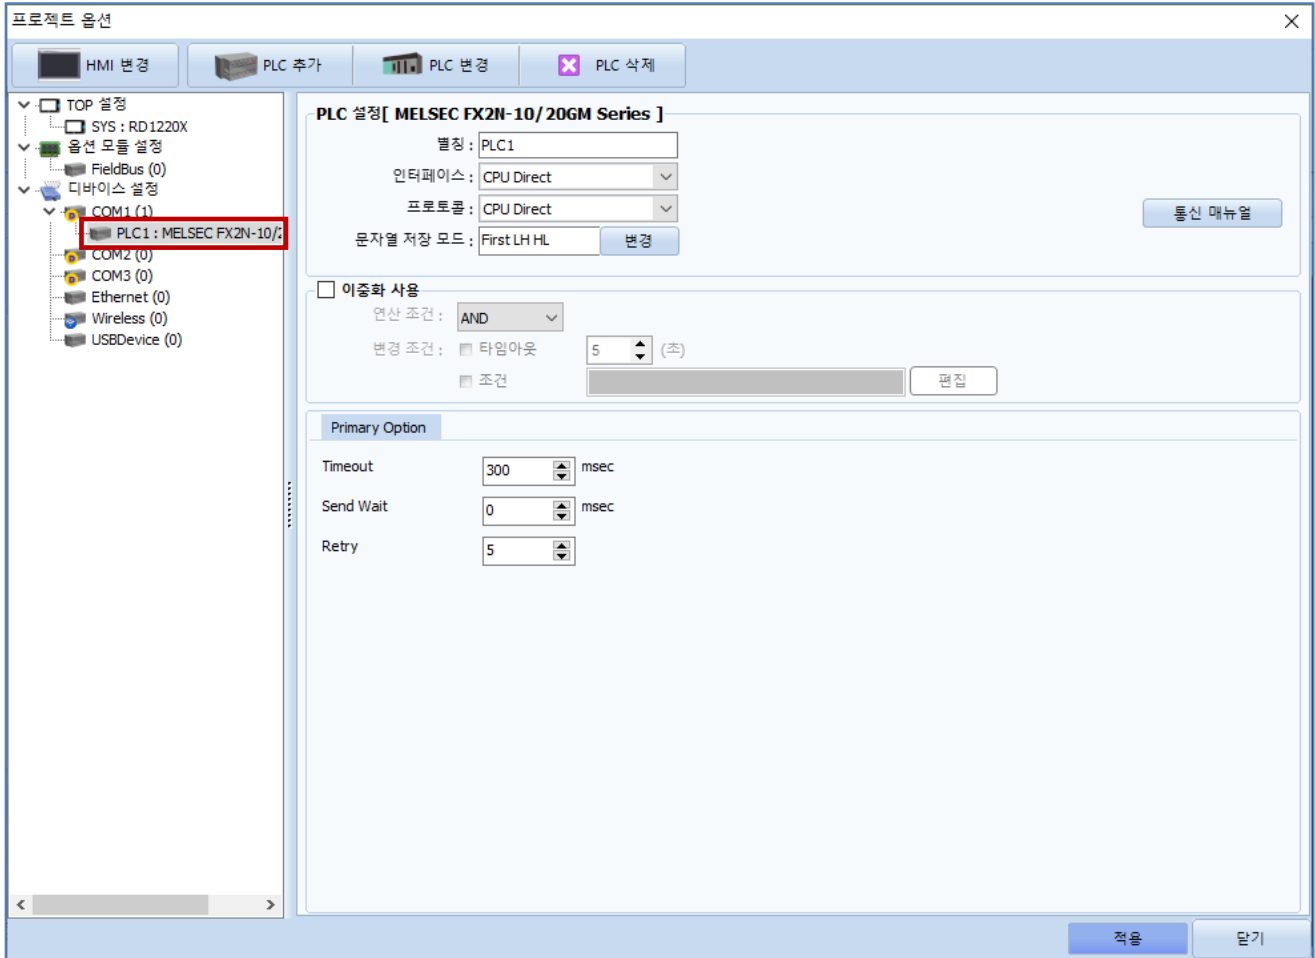 프로젝트 옵션
HMI 변경
PLC 추가
PLC 변경
PLC 삭제
TOP 설정
SYS : RD1220X
옵션 모듈 설정
FieldBus (0)
디바이스 설정
COM1 (1)
PLC1 : MELSEC FX2N-10/2
COM2 (0)
COM3 (0)
Ethernet (0)
Wireless (0)
USBDevice (0)
PLC 설정[ MELSEC FX2N-10/20GM Series ]
별칭 : PLC1
인터페이스 : CPU Direct
프로토콜 : CPU Direct
통신 매뉴얼
문자열 저장 모드 : First LH HL 변경
이중화 사용
연산 조건 : AND
변경 조건 : 타임아웃 5 (초)
조건 편집
Primary Option
Timeout 300 msec
Send Wait 0 msec
Retry 5
적용
닫기